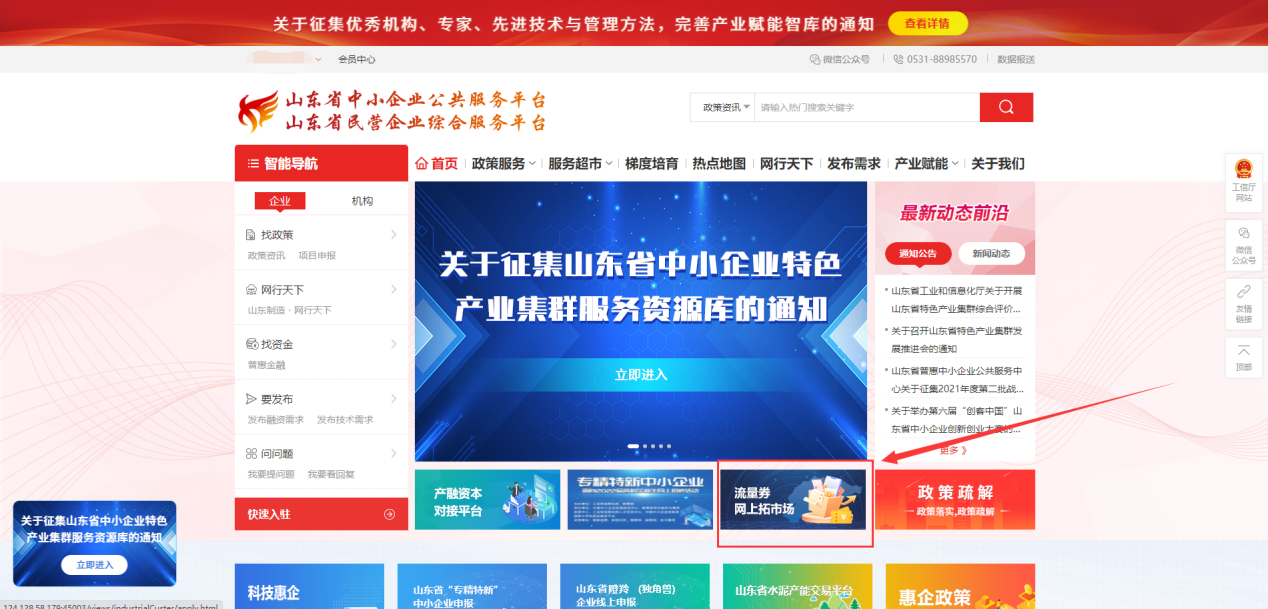 关于征集优秀机构、专家、先进技术与管理方法，完善产业赋能智库的通知
查看详情
会员中心
微信公众号
0531-88985570
数据报送
山东省中小企业公共服务平台
山东省民营企业综合服务平台
政策资讯
请输入热门搜索关键字
智能导航
首页
政策服务
服务超市
梯度培育
热点地图
网行天下
发布需求
产业赋能
关于我们
企业
机构
找政策
政策资讯 项目申报
网行天下
山东制造・网行天下
找资金
普惠金融
要发布
发布融资需求 发布技术需求
问问题
我要提问题 我要看回复
快速入驻
关于征集山东省中小企业特色
产业集群服务资源库的通知
立即进入
最新动态前沿
通知公告
新闻动态
山东省工业和信息化厅关于开展
山东省特色产业集群综合评价...
关于召开山东省特色产业集群发
展推进会的通知
山东省普惠中小企业公共服务中
心关于征集2021年度第二批战...
关于举办第六届“创客中国”山
东省中小企业创新创业大赛的...
更多 》
工信厅
网站
微信
公众号
友情
链接
顶部
产融资本
对接平台
专精特新中小企业
流量券
网上拓市场
政策疏解
政策落实,政策疏解
关于征集山东省中小企业特色
产业集群服务资源库的通知
立即进入
科技惠企
山东省“专精特新”
中小企业申报
山东省瞪羚（独角兽）
企业线上申报
山东省水泥产能交易平台
惠企政策
124.128.58.179:45003/views/industrialCuster/apply.html